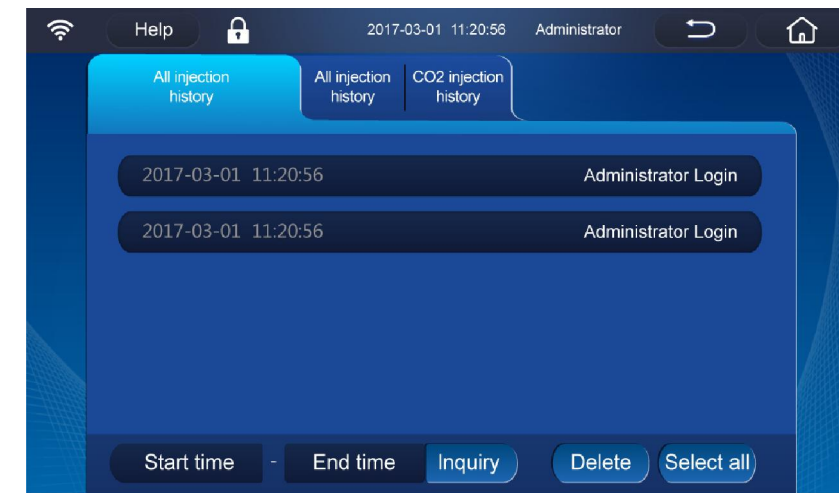 Help 2017-03-01 11:20:56 Administrator
All injection
history
All injection
history
CO2 injection
history
2017-03-01 11:20:56 Administrator Login
2017-03-01 11:20:56 Administrator Login
Start time - End time Inquiry Delete Select all